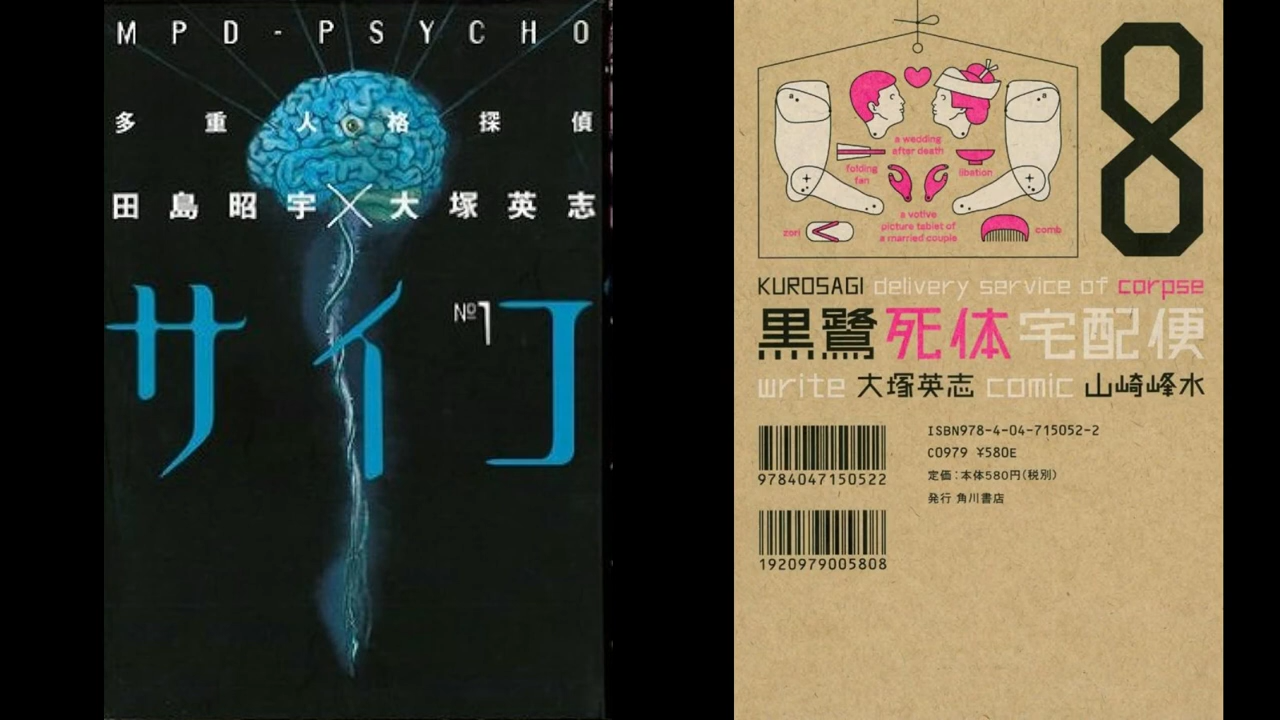 MPD-PSYCHO
多重人格探偵
田島昭宇×大塚英志
サイコ
№1
8
a wedding
after death
folding
fan
libation
a votive
picture tablet of
a married couple
zori
comb
KUROSAGI delivery service of corpse
黒鷺死体宅配便
write 大塚英志 comic 山崎峰水
ISBN978-4-04-715052-2
C0979 ¥580E
定価:本体580円(税別)
発行 角川書店
9784047150522
1920979005808